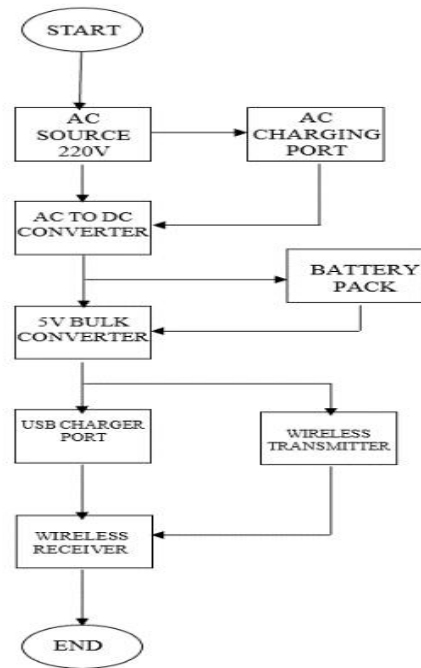 START
AC
SOURCE
220V
AC
CHARGING
PORT
AC TO DC
CONVERTER
BATTERY
PACK
5V BULK
CONVERTER
USB CHARGER
PORT
WIRELESS
TRANSMITTER
WIRELESS
RECEIVER
END